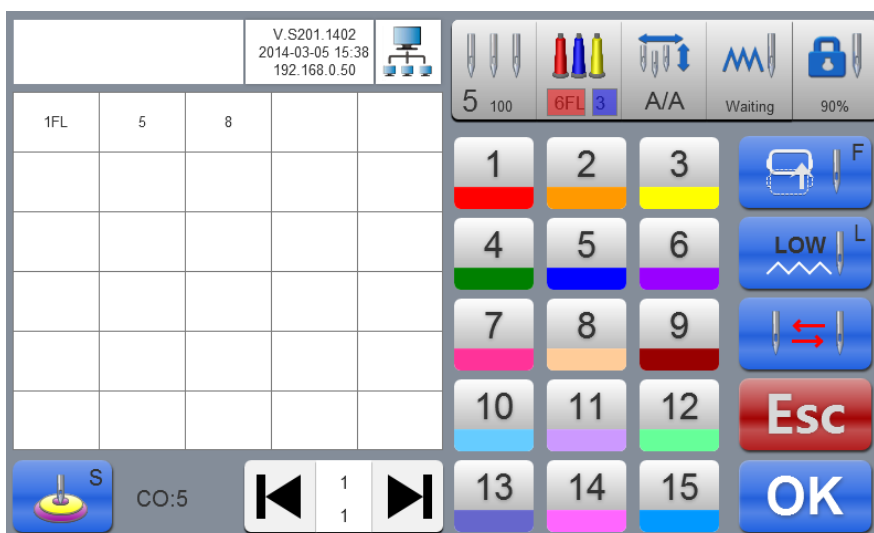 V.S201.1402
2014-03-05 15:38
192.168.0.50
5 100
6FL 3
A/A
Waiting
90%
1FL 5 8
1 2 3
F
4 5 6
LOW L
7 8 9
10 11 12
Esc
S
CO:5
1
1
13 14 15
OK